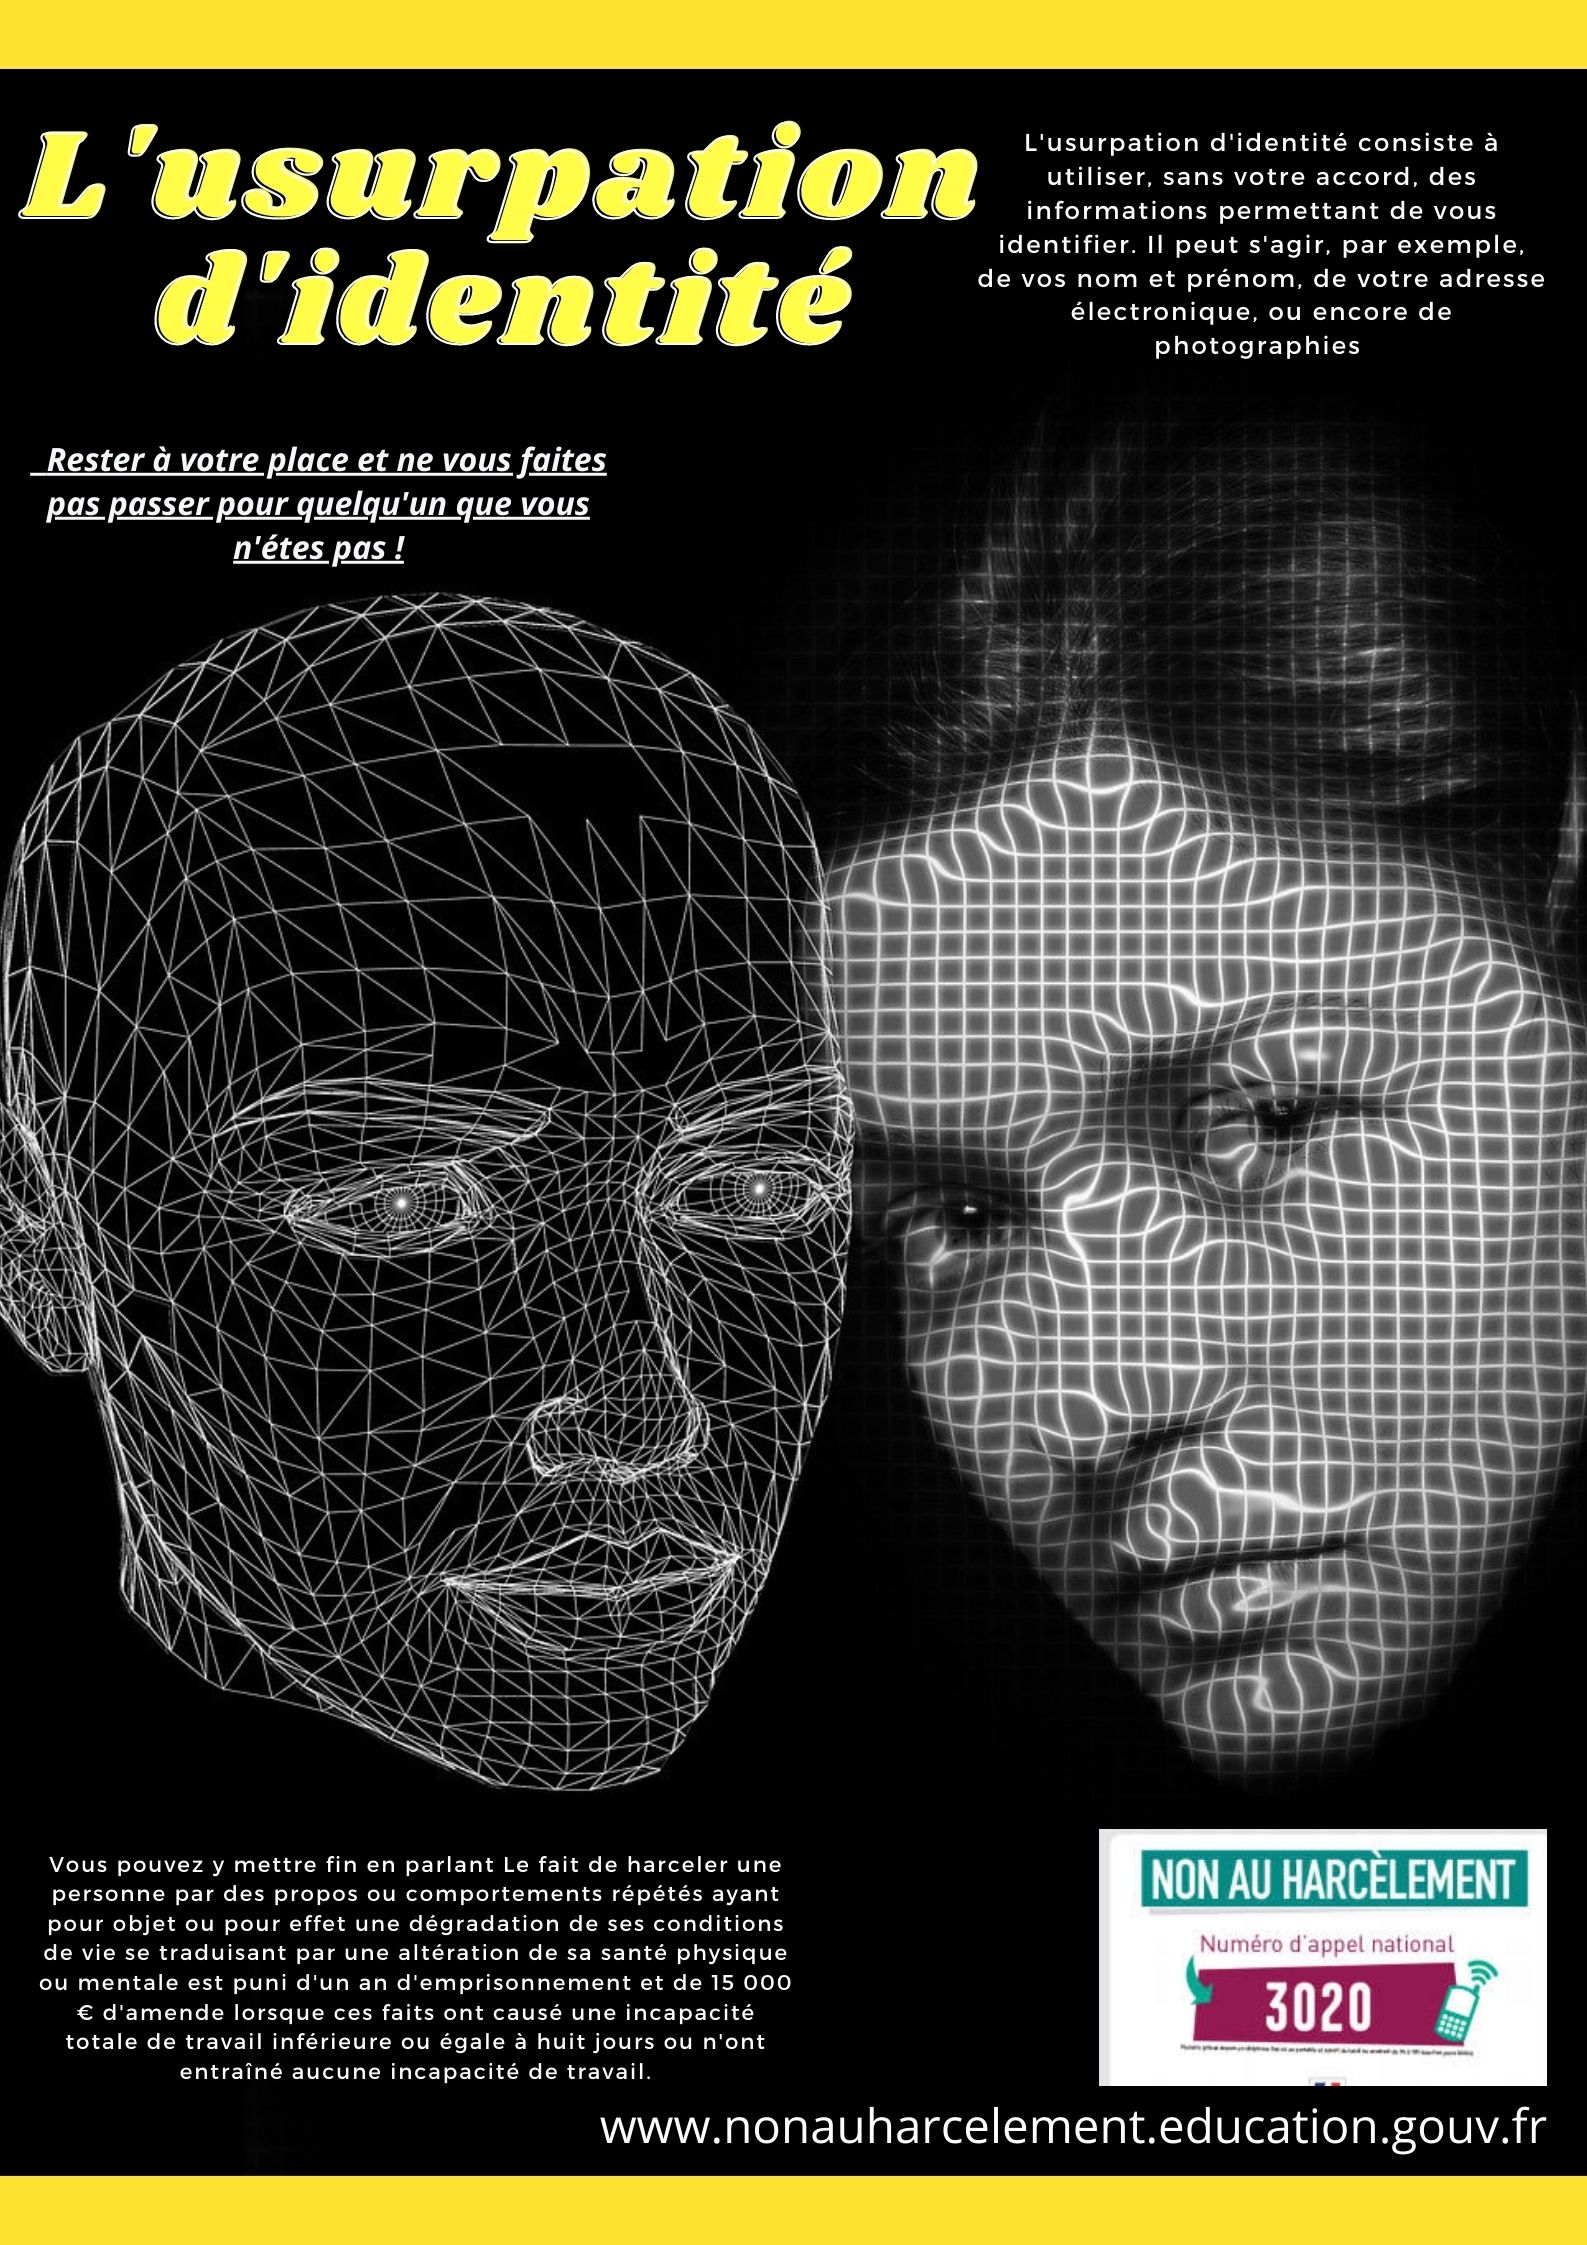 L'usurpation
d'identité
L'usurpation d'identité consiste à
utiliser, sans votre accord, des
informations permettant de vous
identifier. Il peut s'agir, par exemple,
de vos nom et prénom, de votre adresse
électronique, ou encore de
photographies
Rester à votre place et ne vous faites
pas passer pour quelqu'un que vous
n'étes pas !
Vous pouvez y mettre fin en parlant Le fait de harceler une
personne par des propos ou comportements répétés ayant
pour objet ou pour effet une dégradation de ses conditions
de vie se traduisant par une altération de sa santé physique
ou mentale est puni d'un an d'emprisonnement et de 15 000
€ d'amende lorsque ces faits ont causé une incapacité
totale de travail inférieure ou égale à huit jours ou n'ont
entraîné aucune incapacité de travail.
NON AU HARCÈLEMENT
Numéro d'appel national
3020
www.nonauharcelement.education.gouv.fr